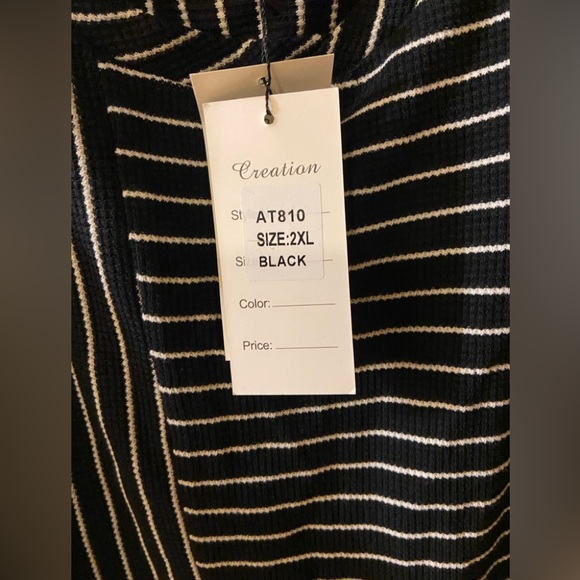 Creation
St
AT810
SIZE:2XL
Si
BLACK
Color:
Price: